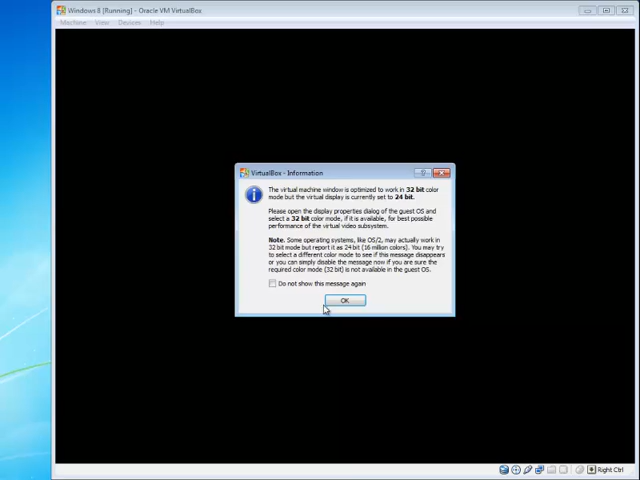 Windows 8 [Running] - Oracle VM VirtualBox
Machine View Devices Help
VirtualBox - Information
The virtual machine window is optimized to work in 32 bit color
mode but the virtual display is currently set to 24 bit.
Please open the display properties dialog of the guest OS and
select a 32 bit color mode, if it is available, for best possible
performance of the virtual video subsystem.
Note. Some operating systems, like OS/2, may actually work in
32 bit mode but report it as 24 bit (16 million colors). You may try
to select a different color mode to see if this message disappears
or you can simply disable the message now if you are sure the
required color mode (32 bit) is not available in the guest OS.
Do not show this message again
OK
Right Ctrl